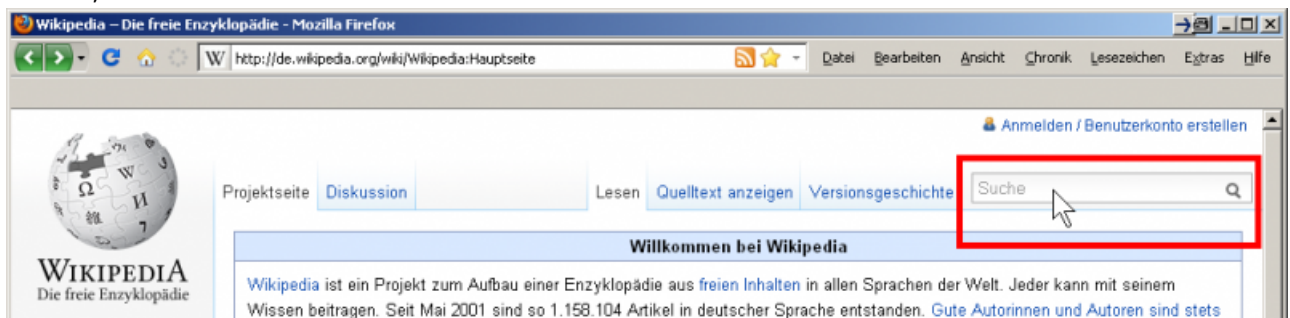 Wikipedia – Die freie Enzyklopädie - Mozilla Firefox
W http://de.wikipedia.org/wiki/Wikipedia:Hauptseite Datei Bearbeiten Ansicht Chronik Lesezeichen Extras Hilfe
Anmelden / Benutzerkonto erstellen
Projektseite Diskussion Lesen Quelltext anzeigen Versionsgeschichte Suche
Ω W И 7
WIKIPEDIA
Die freie Enzyklopädie
Willkommen bei Wikipedia
Wikipedia ist ein Projekt zum Aufbau einer Enzyklopädie aus freien Inhalten in allen Sprachen der Welt. Jeder kann mit seinem
Wissen beitragen. Seit Mai 2001 sind so 1.158.104 Artikel in deutscher Sprache entstanden. Gute Autorinnen und Autoren sind stets